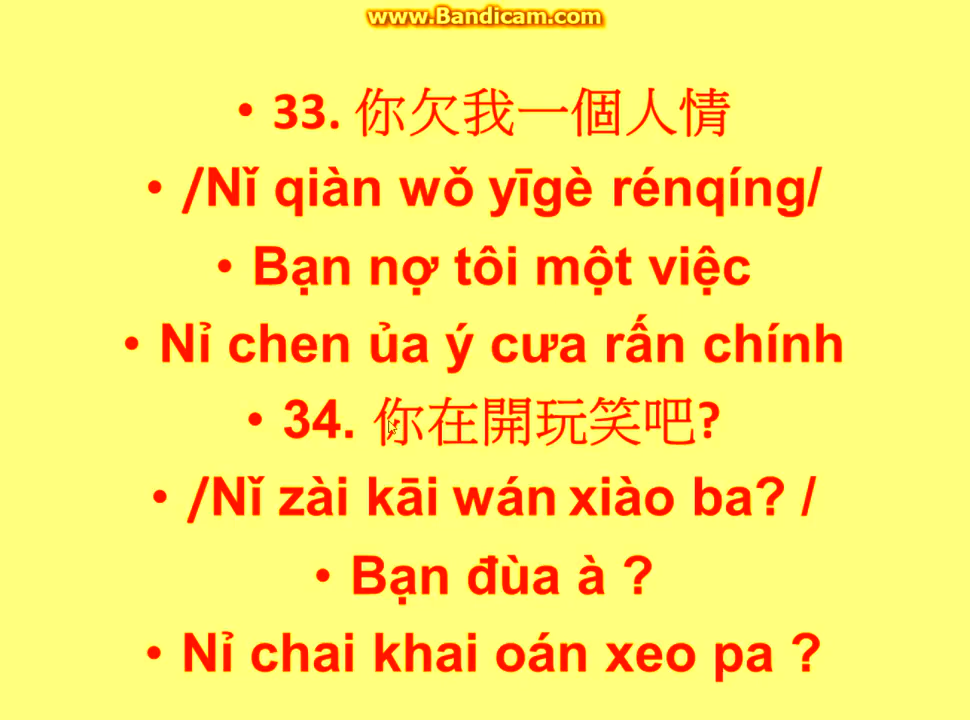 www.Bandicam.com
• 33. 你欠我一個人情
• /Nǐ qiàn wǒ yīgè rénqíng/
• Bạn nợ tôi một việc
• Nỉ chen ủa ý cưa rấn chính
• 34. 你在開玩笑吧?
• /Nǐ zài kāi wán xiào ba? /
• Bạn đùa à ?
• Nỉ chai khai oán xeo pa ?